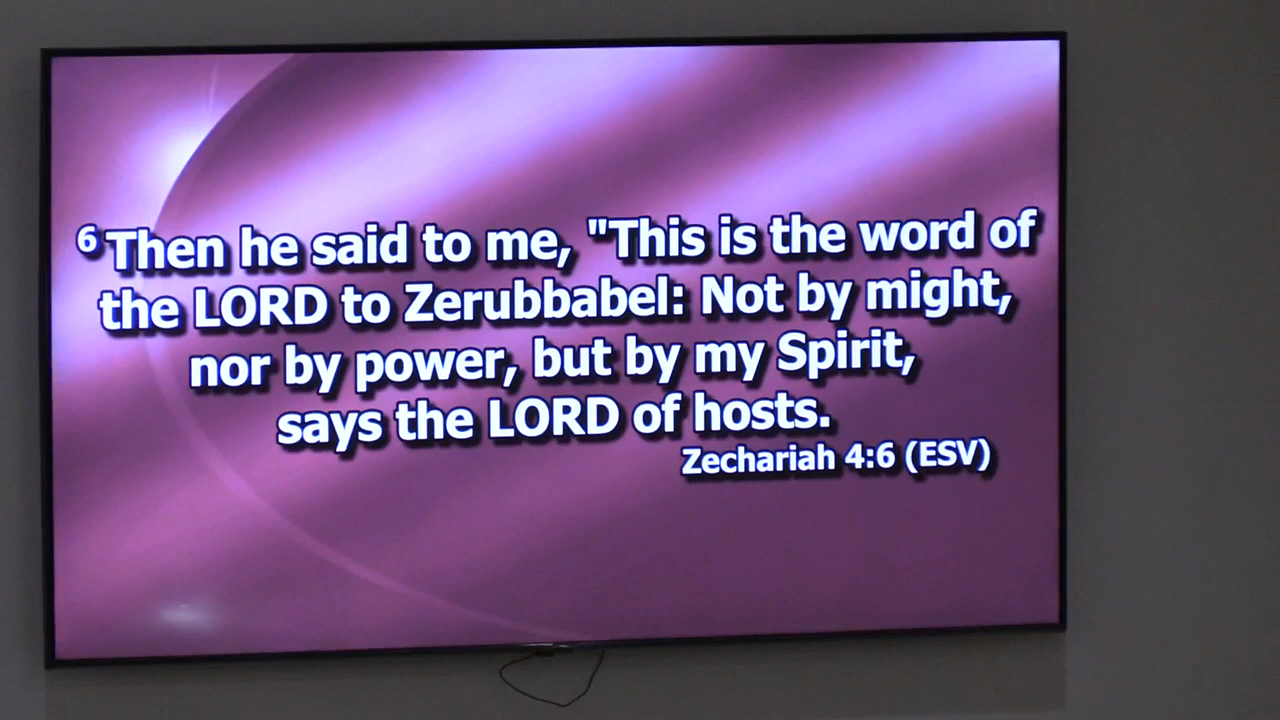 6 Then he said to me, "This is the word of
the LORD to Zerubbabel: Not by might,
nor by power, but by my Spirit,
says the LORD of hosts.
Zechariah 4:6 (ESV)